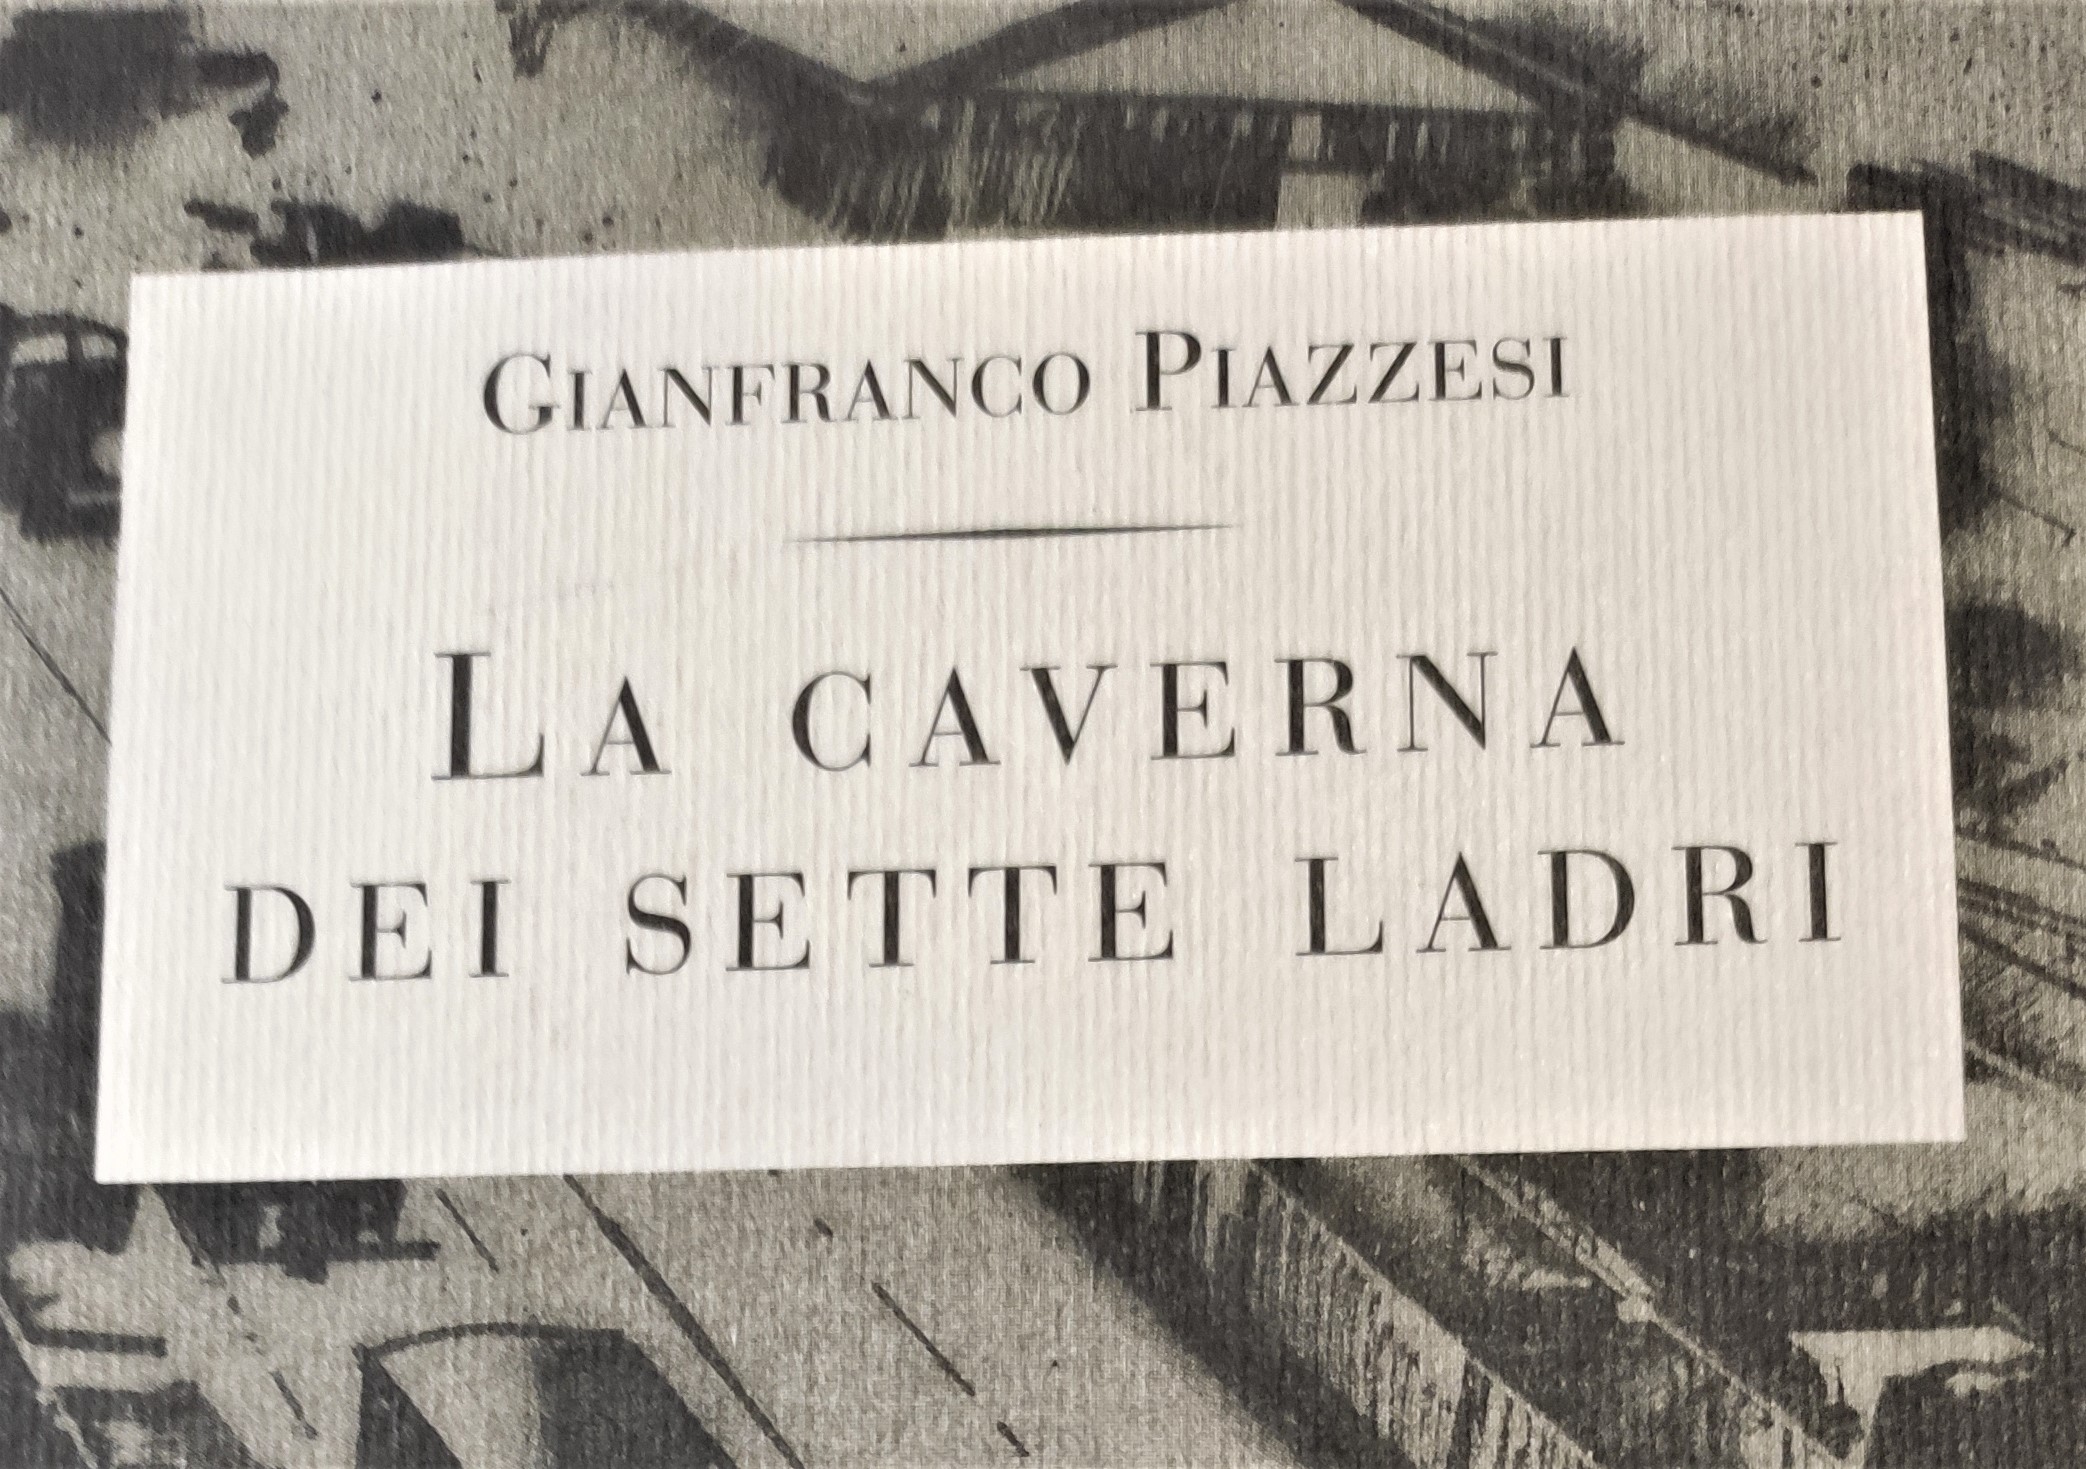 GIANFRANCO PIAZZESI
LA CAVERNA
DEI SETTE LADRI